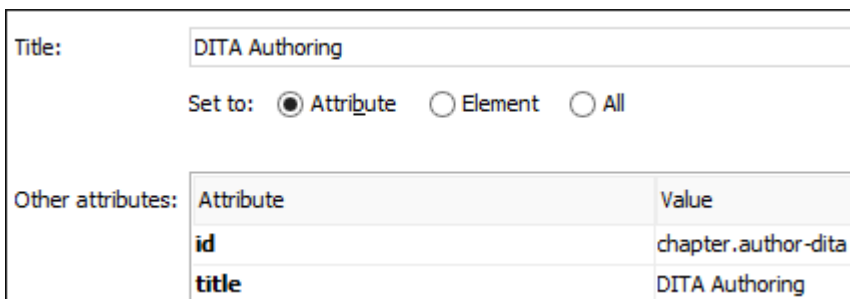 Title: DITA Authoring
Set to: Attribute Element All
Other attributes: Attribute Value
id chapter.author-dita
title DITA Authoring